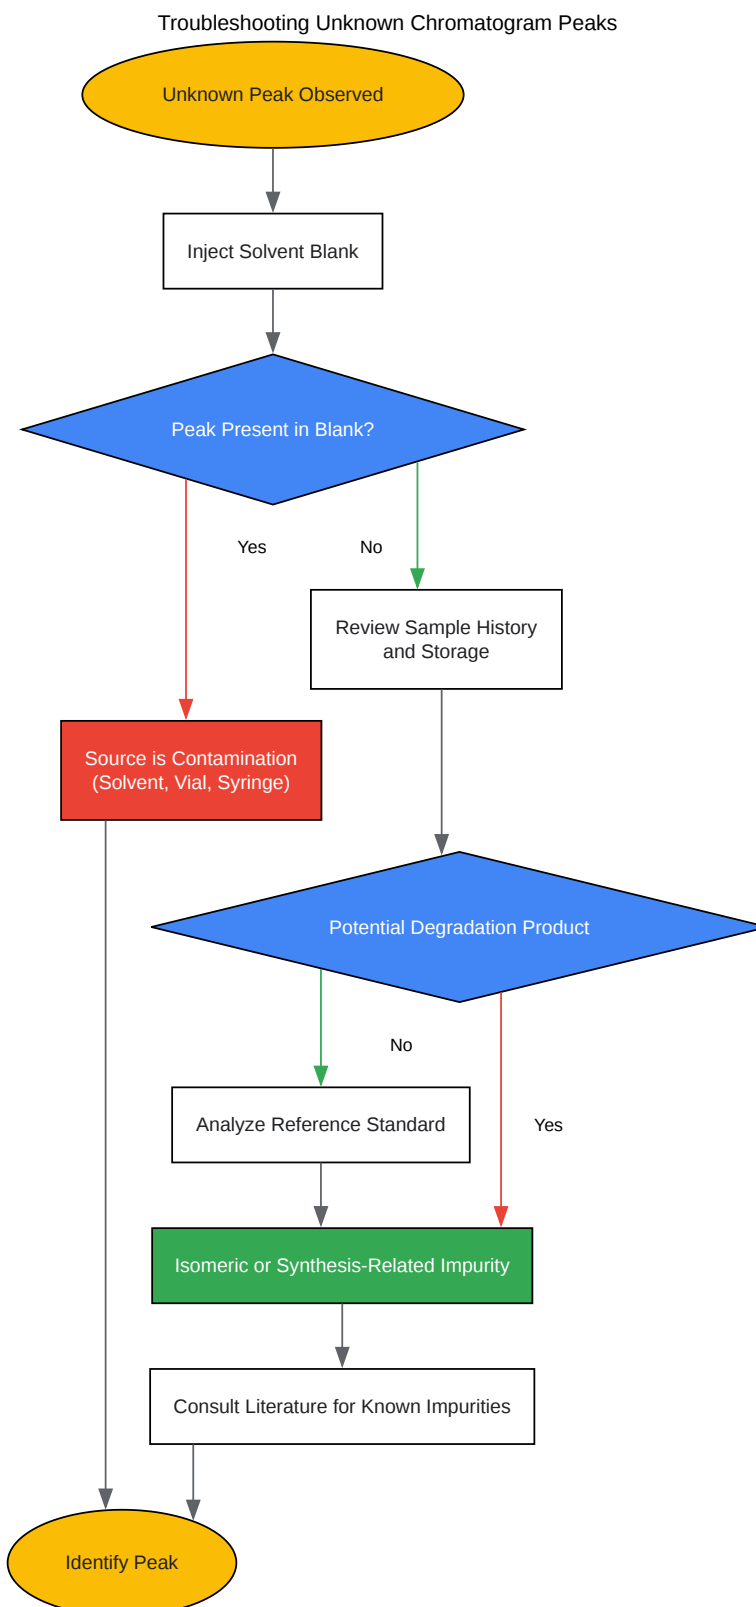 Troubleshooting Unknown Chromatogram Peaks
Unknown Peak Observed
Inject Solvent Blank
Peak Present in Blank?
Yes
No
Review Sample History
and Storage
Source is Contamination
(Solvent, Vial, Syringe)
Potential Degradation Product
No
Analyze Reference Standard
Yes
Isomeric or Synthesis-Related Impurity
Consult Literature for Known Impurities
Identify Peak